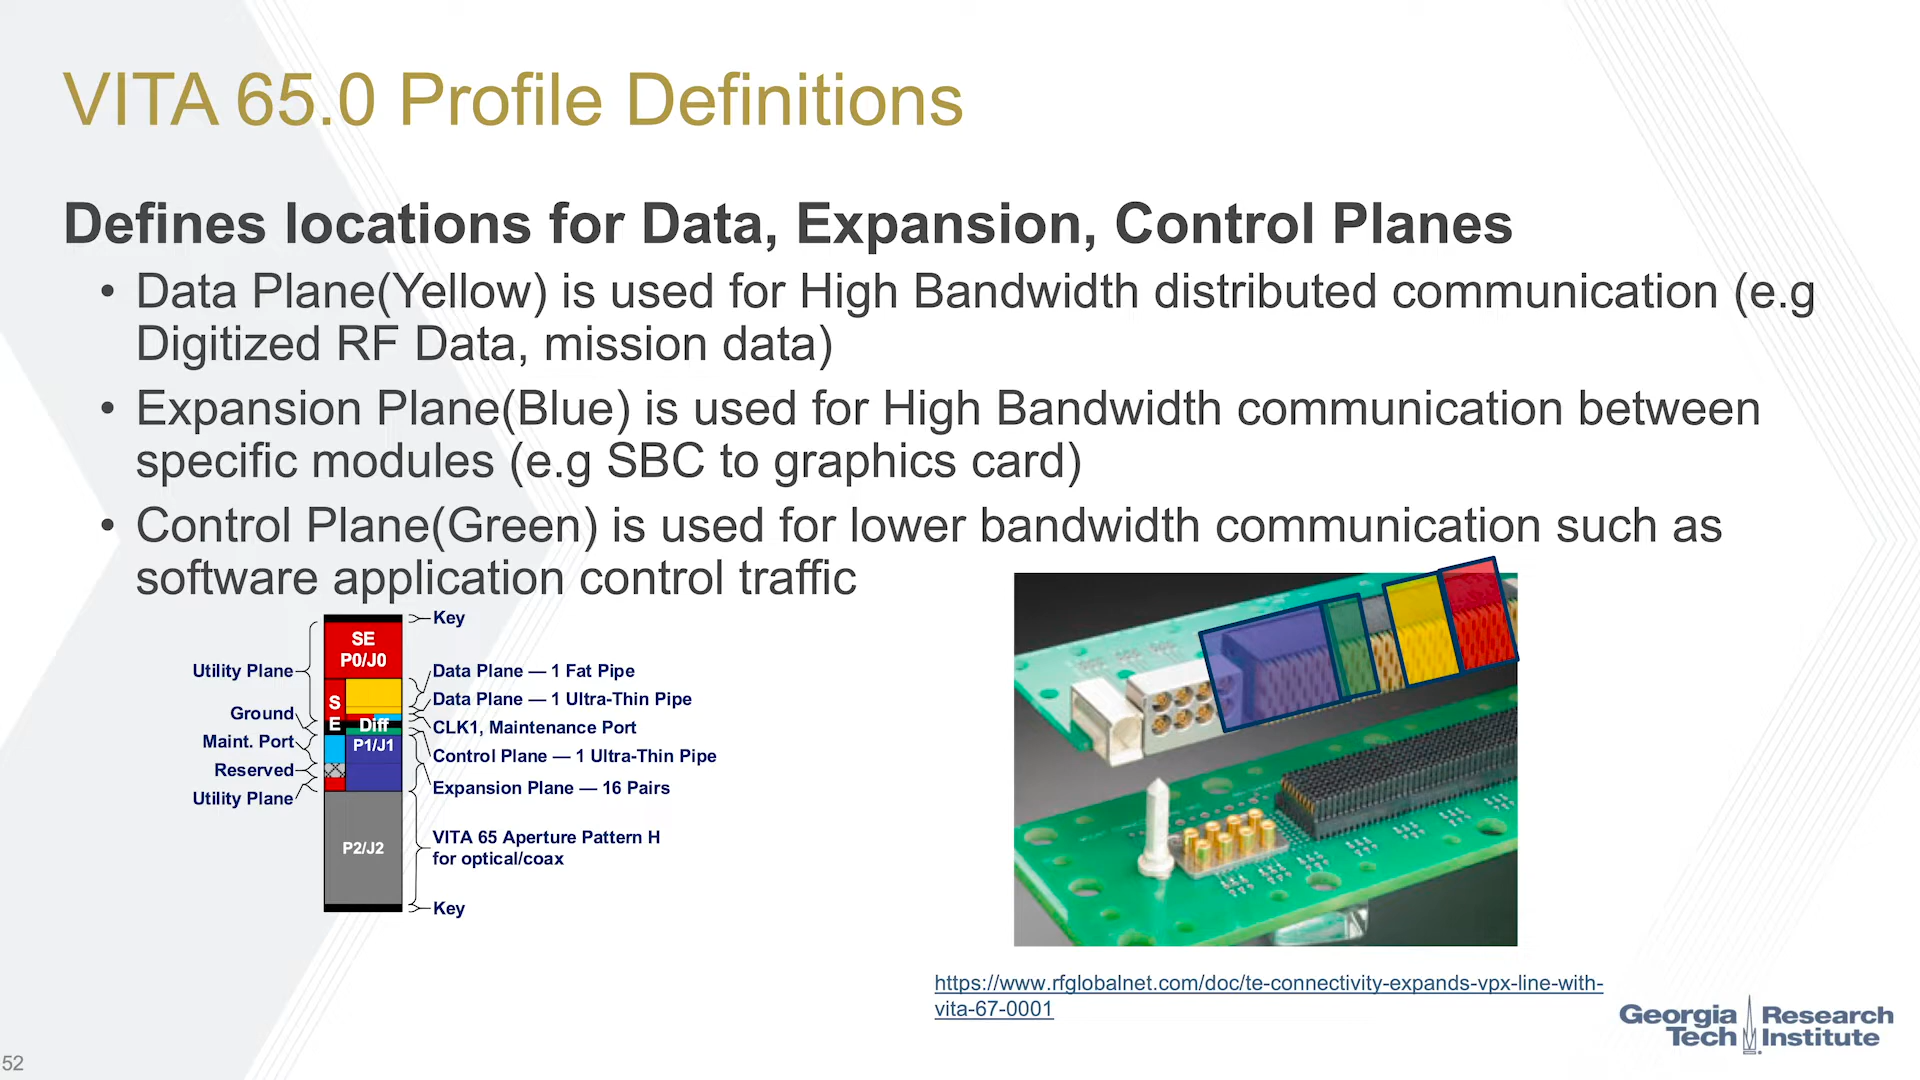 VITA 65.0 Profile Definitions
Defines locations for Data, Expansion, Control Planes
• Data Plane(Yellow) is used for High Bandwidth distributed communication (e.g
Digitized RF Data, mission data)
• Expansion Plane(Blue) is used for High Bandwidth communication between
specific modules (e.g SBC to graphics card)
• Control Plane(Green) is used for lower bandwidth communication such as
software application control traffic
Key
SE
P0/J0
Utility Plane
Data Plane — 1 Fat Pipe
Data Plane — 1 Ultra-Thin Pipe
S
E
Ground
Diff
CLK1, Maintenance Port
Maint. Port
P1/J1
Control Plane — 1 Ultra-Thin Pipe
Reserved
Expansion Plane — 16 Pairs
Utility Plane
P2/J2
VITA 65 Aperture Pattern H
for optical/coax
Key
https://www.rfglobalnet.com/doc/te-connectivity-expands-vpx-line-with-
vita-67-0001
Georgia Research
Tech Institute
52